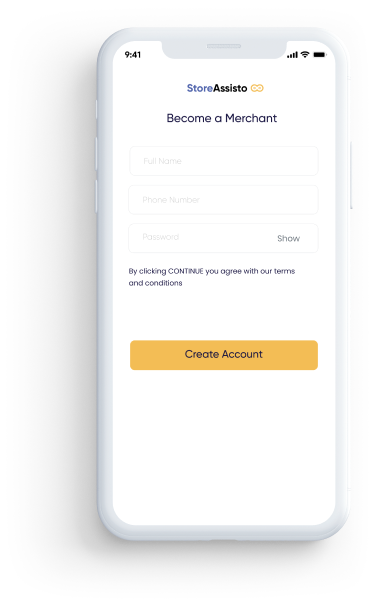 9:41
StoreAssisto
Become a Merchant
Full Name
Phone Number
Password Show
By clicking CONTINUE you agree with our terms
and conditions
Create Account